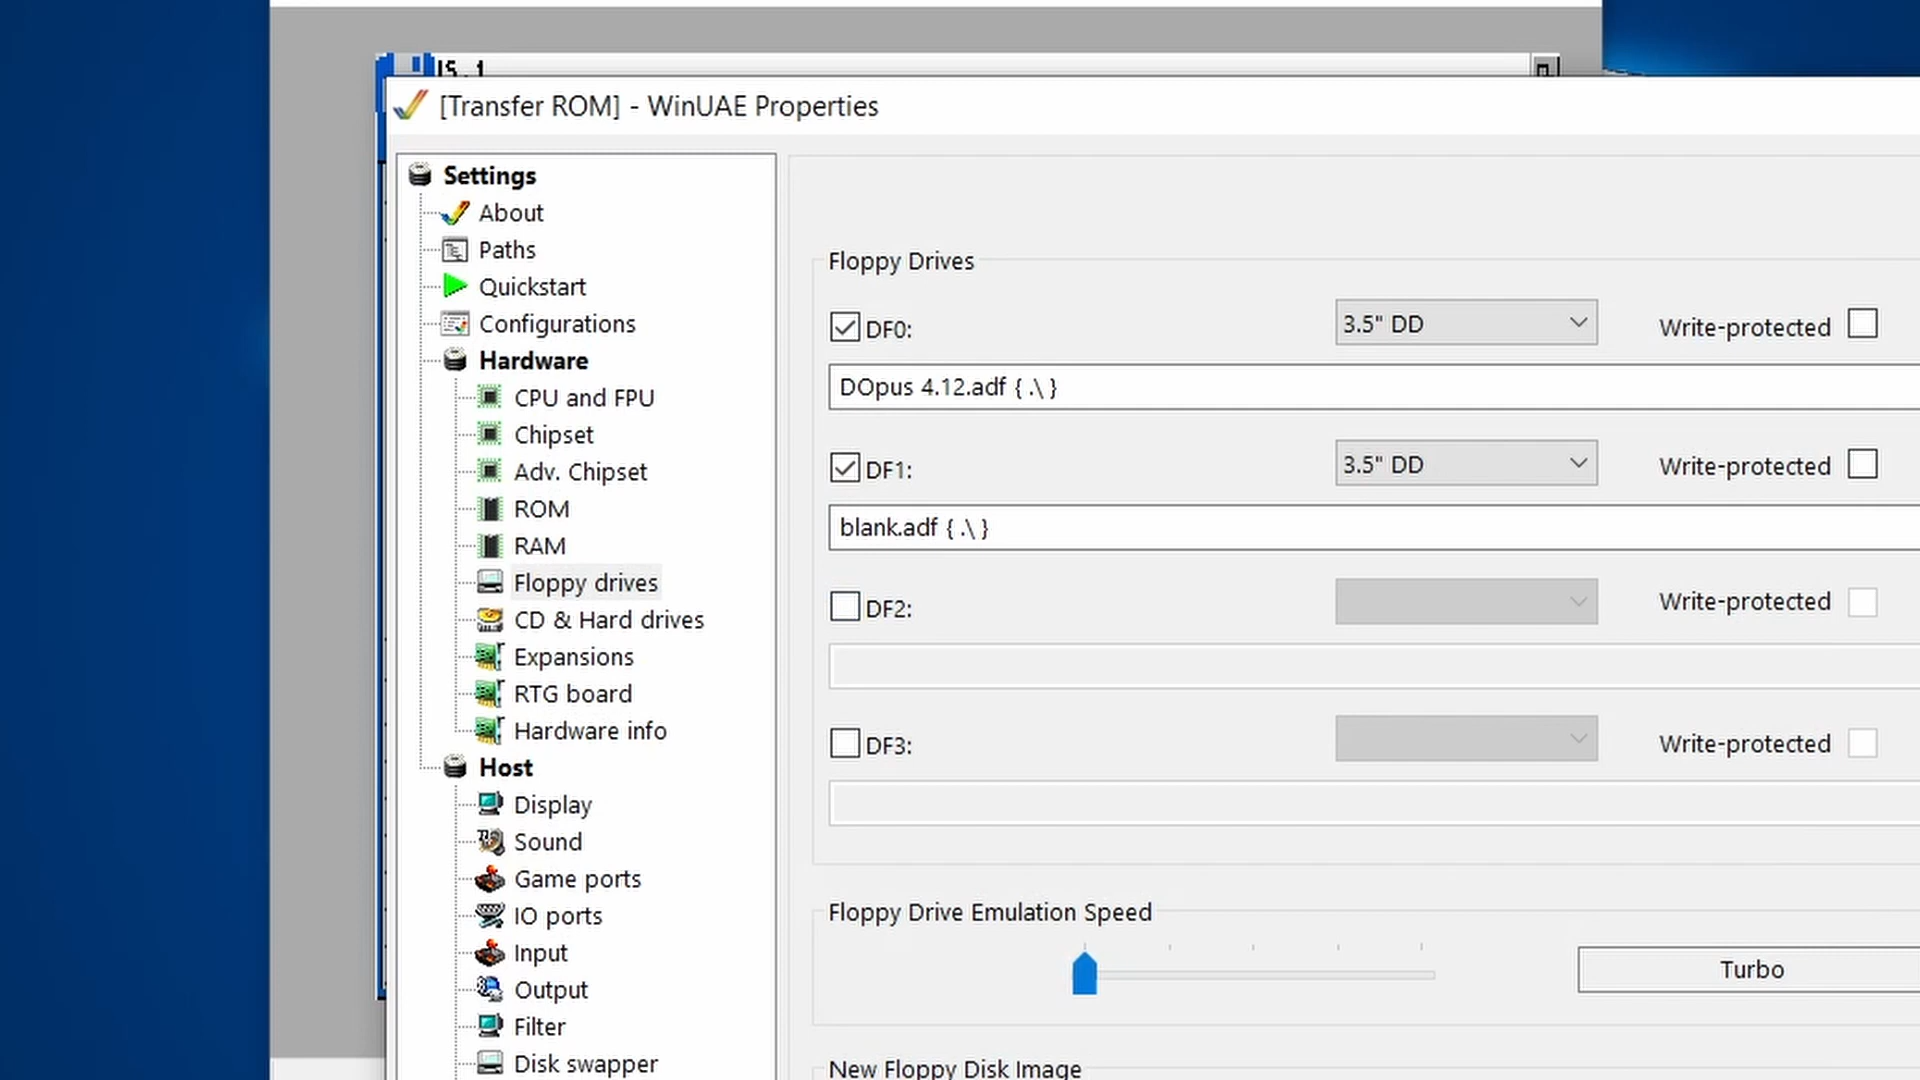 [Transfer ROM] - WinUAE Properties
Settings
About
Paths
Quickstart
Configurations
Hardware
CPU and FPU
Chipset
Adv. Chipset
ROM
RAM
Floppy drives
CD & Hard drives
Expansions
RTG board
Hardware info
Host
Display
Sound
Game ports
IO ports
Input
Output
Filter
Disk swapper
Floppy Drives
DF0: 3.5" DD Write-protected
DOpus 4.12.adf { .\ }
DF1: 3.5" DD Write-protected
blank.adf { .\ }
DF2: Write-protected
DF3: Write-protected
Floppy Drive Emulation Speed
Turbo
New Floppy Disk Image